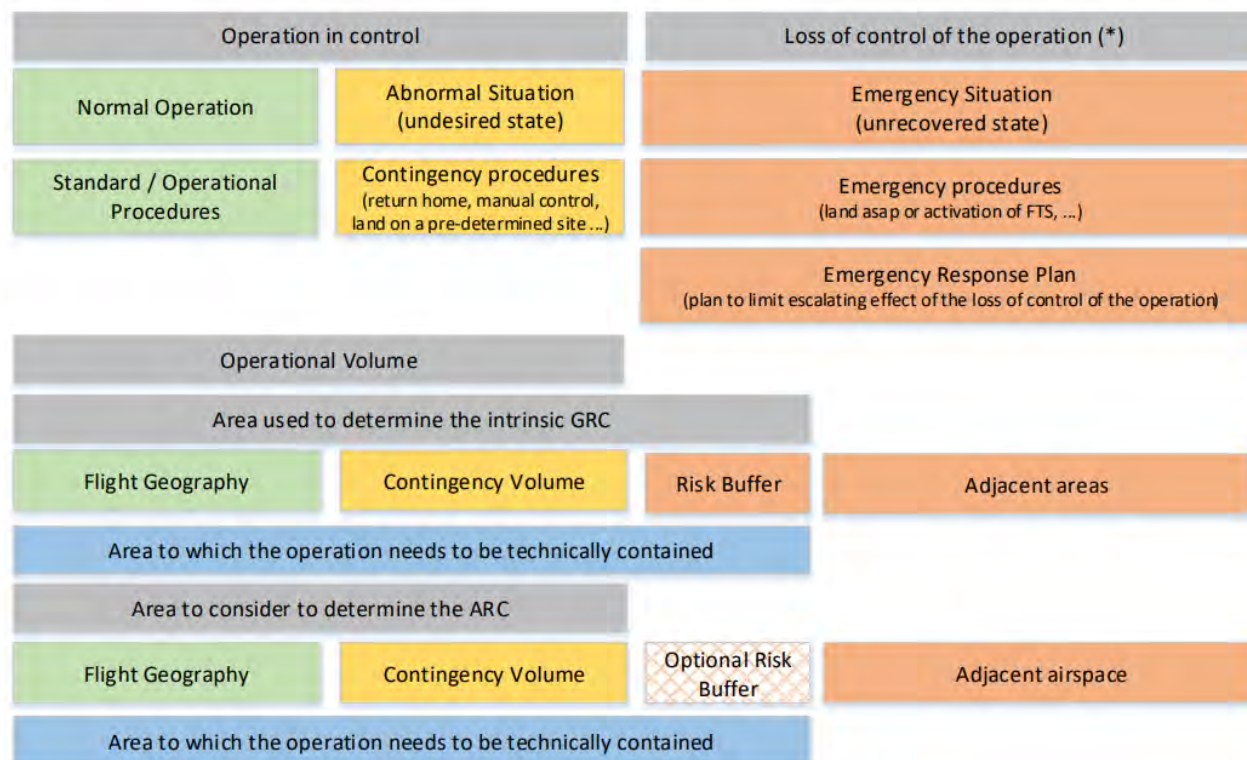 Operation in control
Loss of control of the operation (*)
Normal Operation
Abnormal Situation
(undesired state)
Emergency Situation
(unrecovered state)
Standard / Operational
Procedures
Contingency procedures
(return home, manual control,
land on a pre-determined site ...)
Emergency procedures
(land asap or activation of FTS, ...)
Emergency Response Plan
(plan to limit escalating effect of the loss of control of the operation)
Operational Volume
Area used to determine the intrinsic GRC
Flight Geography
Contingency Volume
Risk Buffer
Adjacent areas
Area to which the operation needs to be technically contained
Area to consider to determine the ARC
Flight Geography
Contingency Volume
Optional Risk
Buffer
Adjacent airspace
Area to which the operation needs to be technically contained